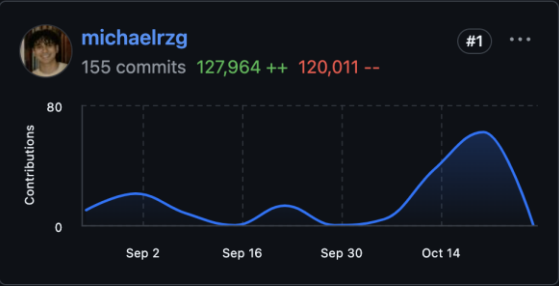 michaelrzg
#1
155 commits 127,964 ++ 120,011 --
80
Contributions
0
Sep 2 Sep 16 Sep 30 Oct 14